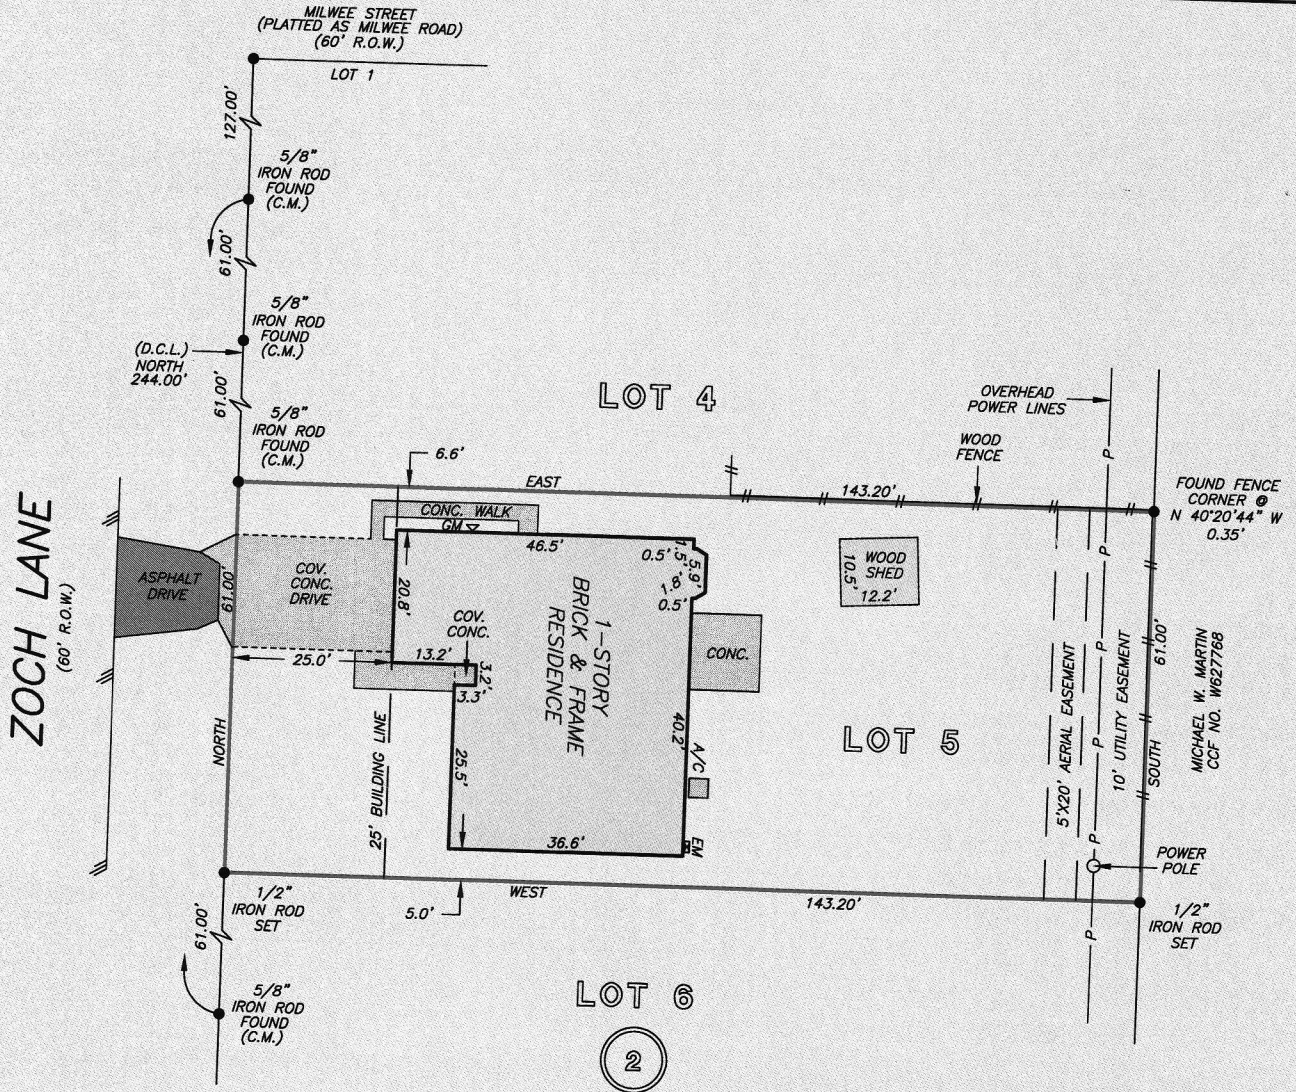 MILWEE STREET
(PLATTED AS MILWEE ROAD)
(60' R.O.W.)
LOT 1
127.00'
5/8"
IRON ROD
FOUND
(C.M.)
61.00'
5/8"
IRON ROD
FOUND
(C.M.)
(D.C.L.)
NORTH
244.00'
61.00'
5/8"
IRON ROD
FOUND
(C.M.)
LOT 4
OVERHEAD
POWER LINES
WOOD
FENCE
6.6'
EAST
143.20'
FOUND FENCE
CORNER @
N 40°20'44" W
0.35'
ZOCH LANE
(60' R.O.W.)
ASPHALT
DRIVE
61.00'
COV.
CONC.
DRIVE
CONC. WALK
GM
46.5'
20.8'
0.5'
1.5'
5.9'
1.8'
0.5'
COV.
CONC.
13.2'
3.2'
3.3'
25.0'
1-STORY
BRICK & FRAME
RESIDENCE
CONC.
WOOD
SHED
10.5'
12.2'
LOT 5
NORTH
25' BUILDING LINE
25.5'
36.6'
40.2'
A/C
EM
5'X20' AERIAL EASEMENT
P
P
P
P
P
P
10' UTILITY EASEMENT
SOUTH
61.00'
MICHAEL W. MARTIN
CCF NO. W627768
POWER
POLE
1/2"
IRON ROD
SET
5.0'
WEST
143.20'
1/2"
IRON ROD
SET
61.00'
5/8"
IRON ROD
FOUND
(C.M.)
LOT 6
2